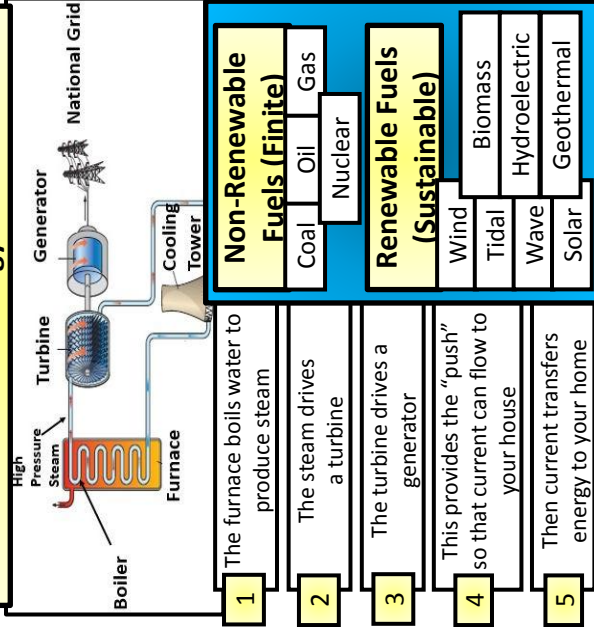 National Grid
Generator
Turbine
Cooling
Tower
High
Pressure
Steam
Furnace
Boiler
1
The furnace boils water to
produce steam
2
The steam drives
a turbine
3
The turbine drives a
generator
4
This provides the “push”
so that current can flow to
your house
5
Then current transfers
energy to your home
Non-Renewable
Fuels (Finite)
Coal
Oil
Gas
Nuclear
Renewable Fuels
(Sustainable)
Wind
Tidal
Wave
Solar
Biomass
Hydroelectric
Geothermal